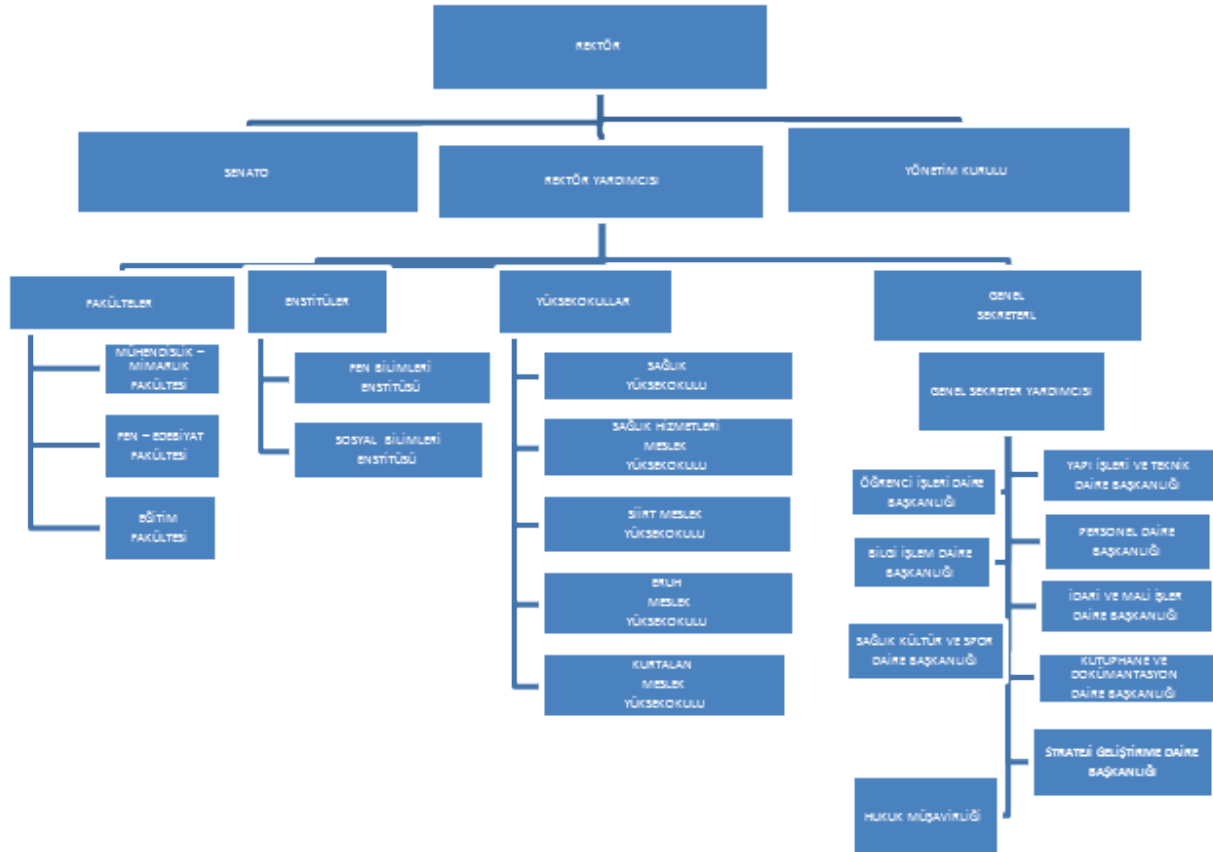 REKTÖR
SENATO
REKTÖR YARDIMCISI
YÖNETİM KURULU
FAKÜLTELER
ENSTİTÜLER
YÜKSEKOKULLAR
GENEL
SEKRETERL
MÜHENDİSLİK –
MİMARLIK
FAKÜLTESİ
FEN – EDEBİYAT
FAKÜLTESİ
EĞİTİM
FAKÜLTESİ
FEN BİLİMLERİ
ENSTİTÜSÜ
SOSYAL BİLİMLERİ
ENSTİTÜSÜ
SAĞLIK
YÜKSEKOKULU
SAĞLIK HİZMETLERİ
MESLEK
YÜKSEKOKULU
SİİRT MESLEK
YÜKSEKOKULU
ERUH
MESLEK
YÜKSEKOKULU
KURTALAN
MESLEK
YÜKSEKOKULU
GENEL SEKRETER YARDIMCISI
ÖĞRENCİ İŞLERİ DAİRE
BAŞKANLIĞI
BİLGİ İŞLEM DAİRE
BAŞKANLIĞI
SAĞLIK KÜLTÜR VE SPOR
DAİRE BAŞKANLIĞI
HUKUK MÜŞAVİRLİĞİ
YAPI İŞLERİ VE TEKNİK
DAİRE BAŞKANLIĞI
PERSONEL DAİRE
BAŞKANLIĞI
İDARİ VE MALİ İŞLER
DAİRE BAŞKANLIĞI
KUTUPHANE VE
DOKÜMANTASYON
DAİRE BAŞKANLIĞI
STRATEJİ GELİŞTİRME DAİRE
BAŞKANLIĞI